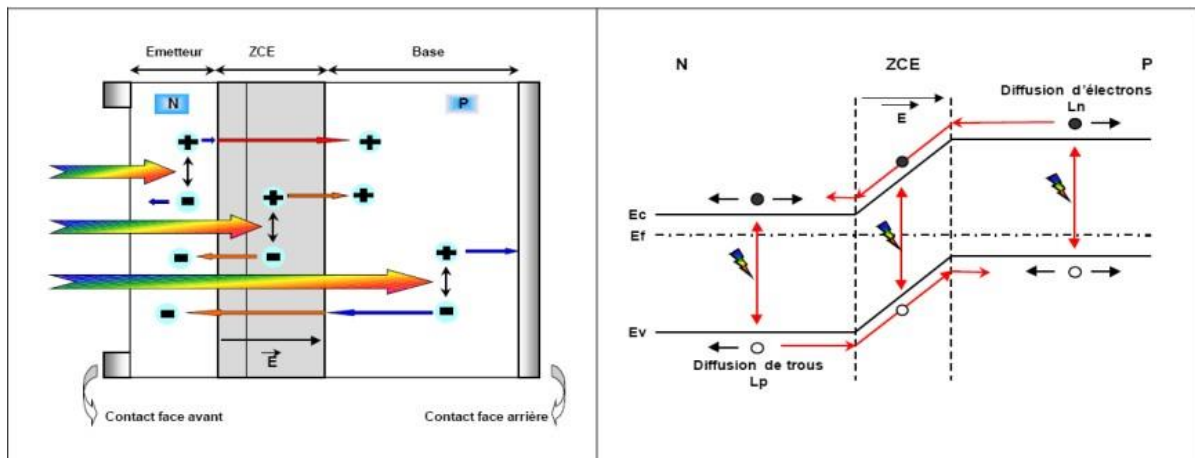 Emetteur
ZCE
Base
N
P
E
Contact face avant
Contact face arrière
N
ZCE
P
Diffusion d'électrons
Ln
E
Ec
Ef
Ev
Diffusion de trous
Lp